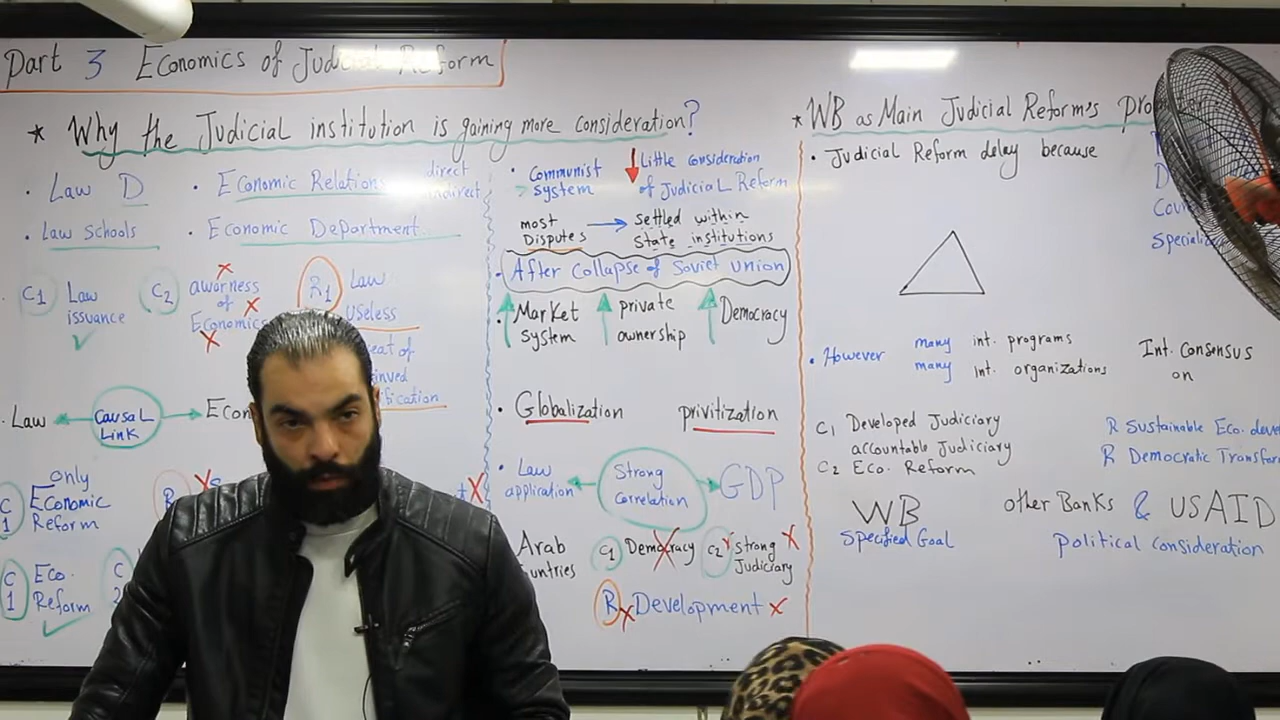 Part 3 Economics of Judicial Reform
* Why the Judicial institution is gaining more consideration?
• Law D
• Law schools
• Economic Relations
direct
indirect
• Economic Department
C1 Law
issuance
C2 awarness
of
Economics
R1 Law
useless
Law Causal
Link Econ
only
C1 Economic
Reform
R
C1 Eco.
Reform
C2
• Communist
system
Little consideration
of Judicial Reform
most
Disputes
settled within
state institutions
• After collapse of Soviet Union
• Market
system
private
ownership
Democracy
• Globalization privitization
• Law
application
Strong
Correlation
GDP
Arab
C1 Democracy
C2 strong
Judiciary
R Development
* WB as Main Judicial Reform's
• Judicial Reform delay because
• However
many int. programs
many int. organizations
Int. consensus
on
C1 Developed Judiciary
accountable Judiciary
C2 Eco. Reform
R Sustainable Eco.
R Democratic
WB
Specified Goal
other Banks & USAID
political consideration